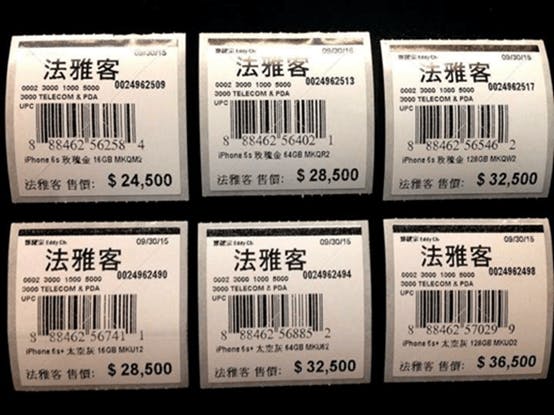 09/30/15
法雅客
0002 3000 1000 5000
0024962509
3000 TELECOM & PDA
UPC
8 88462 56258 4
iPhone 6s 玫瑰金 16GB MKQM2
法雅客 售價: $ 24,500
09/30/15
法雅客
0002 3000 1000 5000
0024962513
3000 TELECOM & PDA
UPC
8 88462 56402 1
iPhone 6s 玫瑰金 64GB MKQR2
法雅客 售價: $ 28,500
09/30/15
法雅客
0002 3000 1000 5000
0024962517
3000 TELECOM & PDA
UPC
8 88462 56546 2
iPhone 6s 玫瑰金 128GB MKQW2
法雅客 售價: $ 32,500
Eddy Ch 09/30/15
法雅客
0002 3000 1000 5000
0024962490
3000 TELECOM & PDA
UPC
8 88462 56741 1
iPhone 6s+ 太空灰 16GB MKU12
法雅客 售價: $ 28,500
Eddy Ch 09/30/15
法雅客
0002 3000 1000 5000
0024962494
3000 TELECOM & PDA
UPC
8 88462 56885 2
iPhone 6s+ 太空灰 64GB MKU62
法雅客 售價: $ 32,500
Eddy Ch 09/30/15
法雅客
0002 3000 1000 5000
0024962498
3000 TELECOM & PDA
UPC
8 88462 57029 9
iPhone 6s+ 太空灰 128GB MKUD2
法雅客 售價: $ 36,500